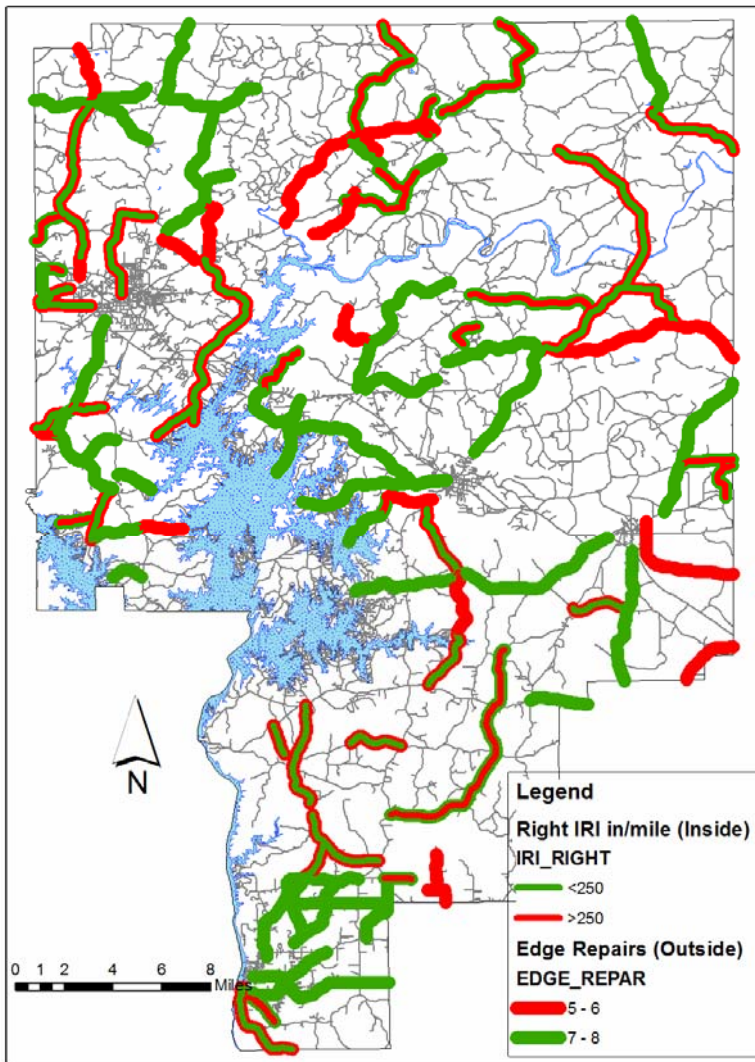 N
0 1 2 4 6 8
Miles
Legend
Right IRI in/mile (Inside)
IRI_RIGHT
<250
>250
Edge Repairs (Outside)
EDGE_REPAR
5 - 6
7 - 8